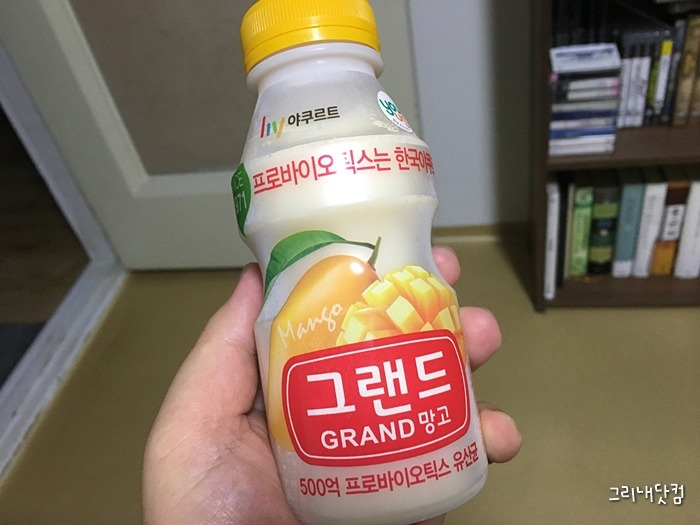 hy 야쿠르트
프로바이오틱스는 한국야쿠
Mango
그랜드
GRAND 망고
500억 프로바이오틱스 유산균
그리내닷컴